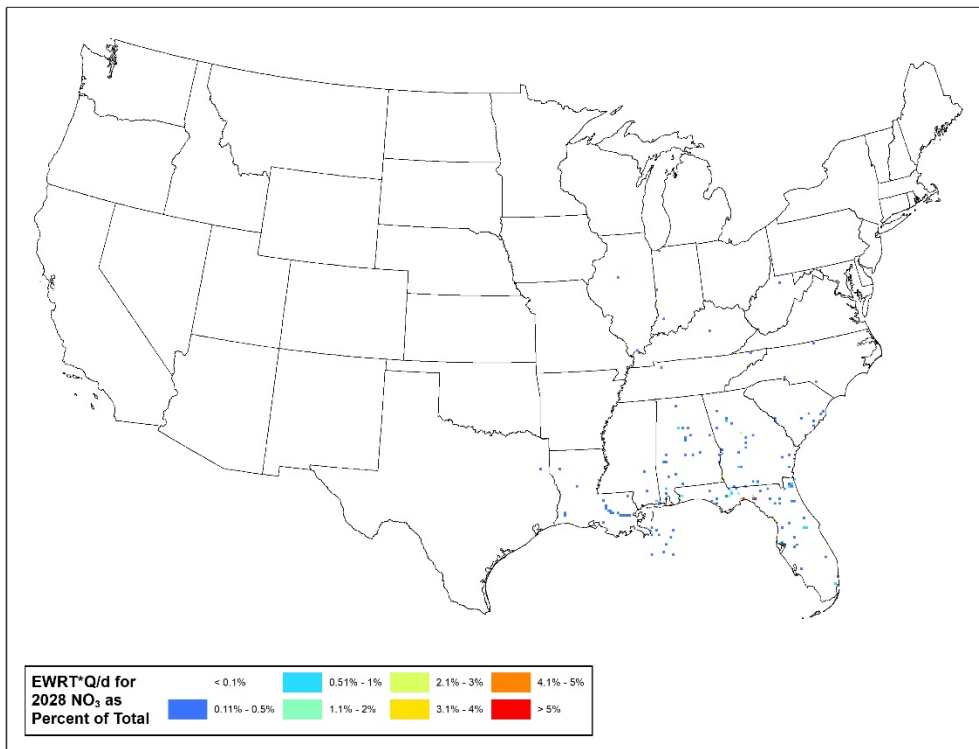 EWRT*Q/d for
2028 NO₃ as
Percent of Total
< 0.1%
0.11% - 0.5%
0.51% - 1%
1.1% - 2%
2.1% - 3%
3.1% - 4%
4.1% - 5%
> 5%